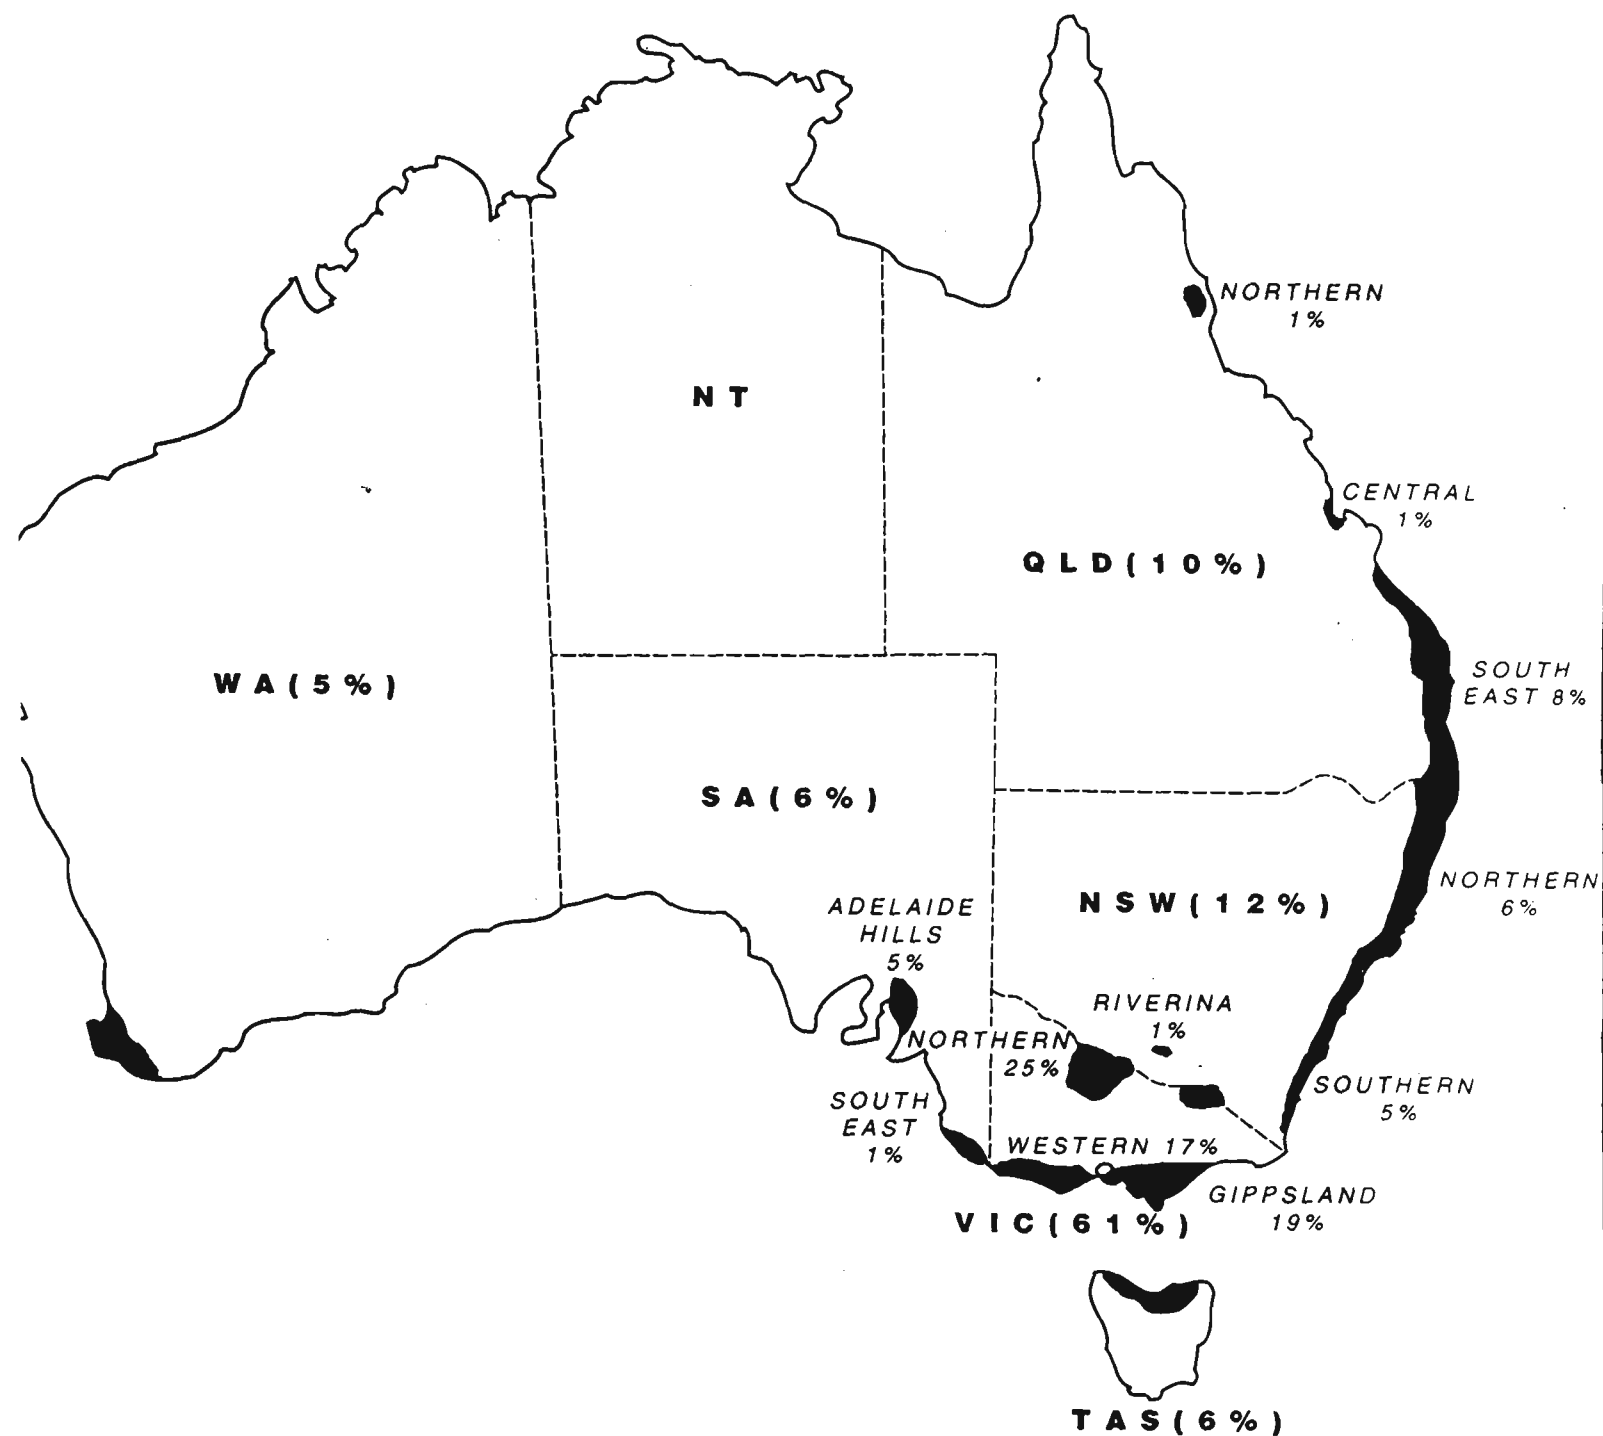 NORTHERN
1%
NT
CENTRAL
1%
QLD(10%)
SOUTH
EAST 8%
WA(5%)
SA(6%)
NORTHERN
6%
NSW(12%)
ADELAIDE
HILLS
5%
RIVERINA
1%
NORTHERN
25%
SOUTHERN
5%
SOUTH
EAST
1%
WESTERN 17%
GIPPSLAND
19%
VIC(61%)
TAS(6%)